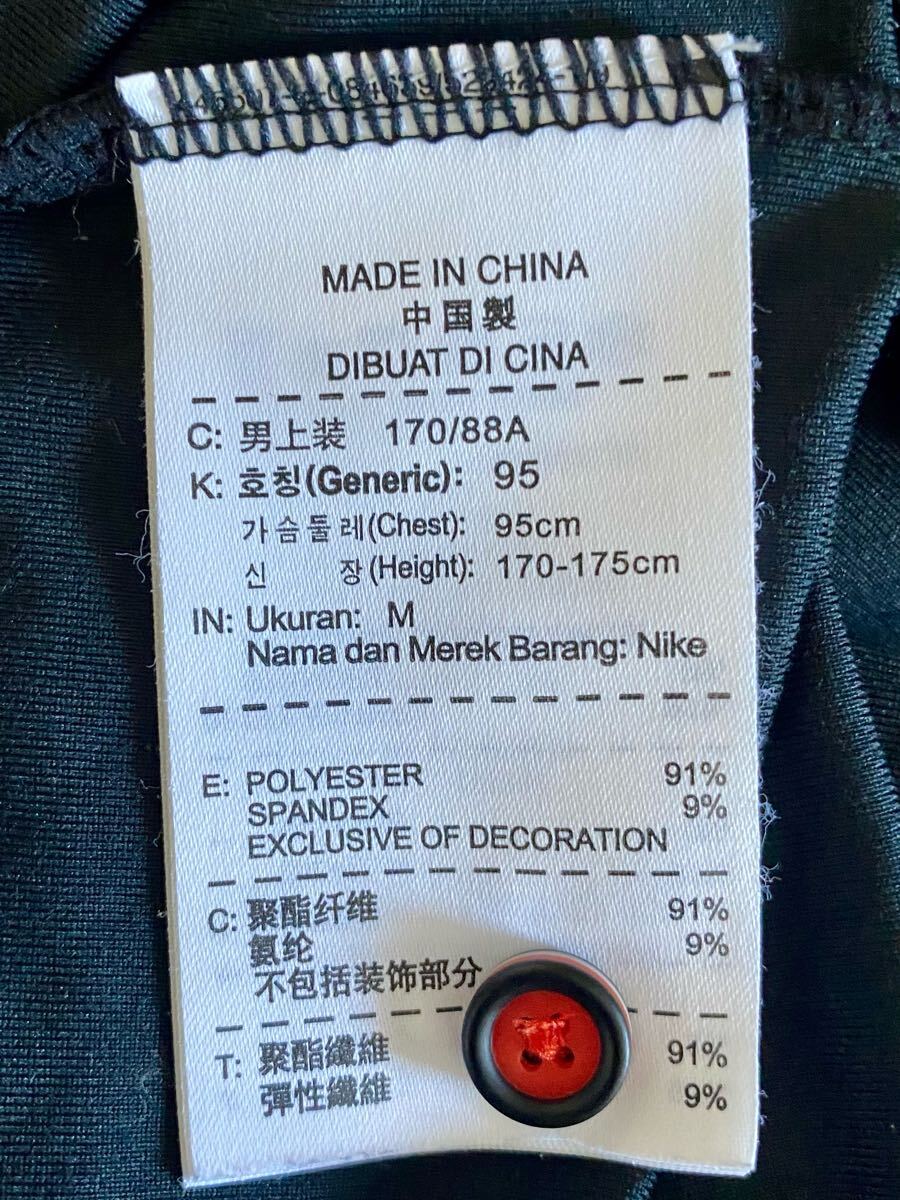 MADE IN CHINA
中国製
DIBUAT DI CINA
C: 男上装 170/88A
K: 호칭(Generic): 95
가슴둘레(Chest): 95cm
신 장(Height): 170-175cm
IN: Ukuran: M
Nama dan Merek Barang: Nike
E: POLYESTER 91%
SPANDEX 9%
EXCLUSIVE OF DECORATION
C: 聚酯纤维 91%
氨纶 9%
不包括装饰部分
T: 聚酯纖維 91%
彈性纖維 9%